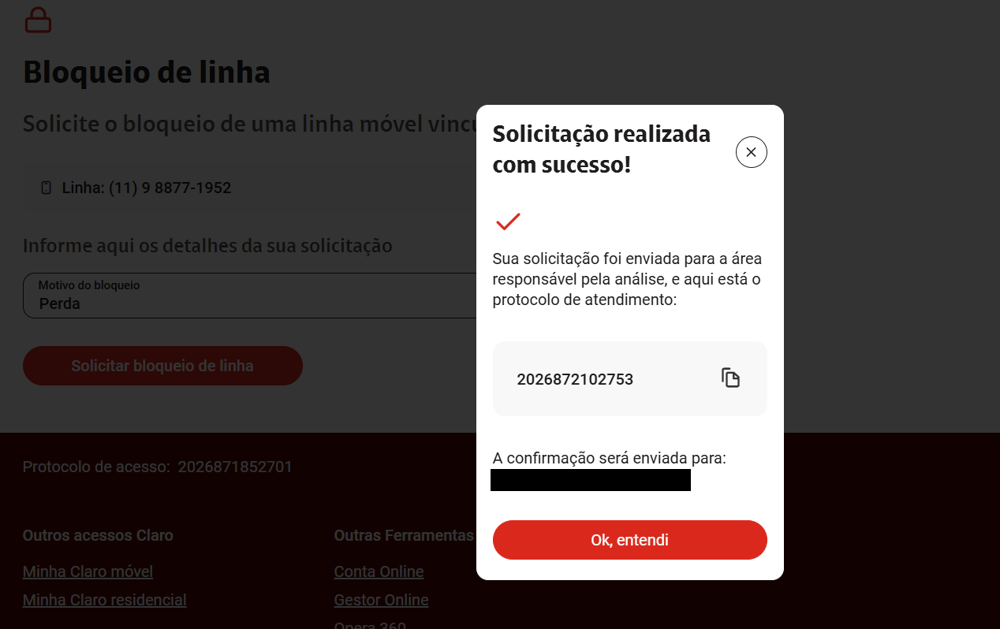 Bloqueio de linha
Solicite o bloqueio de uma linha móvel
Linha: (11) 9 8877-1952
Informe aqui os detalhes da sua solicitação
Motivo do bloqueio
Perda
Solicitar bloqueio de linha
Solicitação realizada
com sucesso!
Sua solicitação foi enviada para a área
responsável pela análise, e aqui está o
protocolo de atendimento:
2026872102753
A confirmação será enviada para:
Ok, entendi
Protocolo de acesso: 2026871852701
Outros acessos Claro
Minha Claro móvel
Minha Claro residencial
Outras Ferramentas
Conta Online
Gestor Online
Opera 360